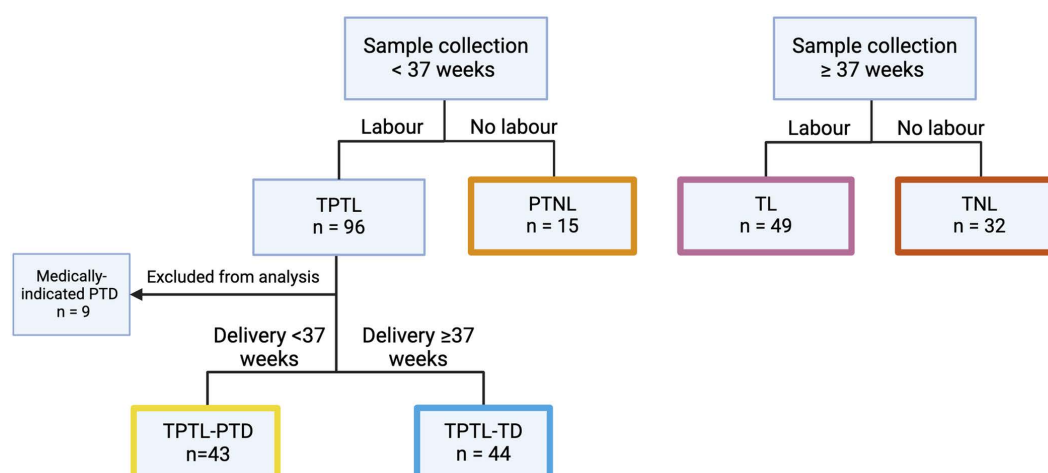 Sample collection
< 37 weeks
Sample collection
≥ 37 weeks
Labour
No labour
Labour
No labour
TPTL
n = 96
PTNL
n = 15
TL
n = 49
TNL
n = 32
Medically-
indicated PTD
n = 9
Excluded from analysis
Delivery <37
weeks
Delivery ≥37
weeks
TPTL-PTD
n=43
TPTL-TD
n = 44